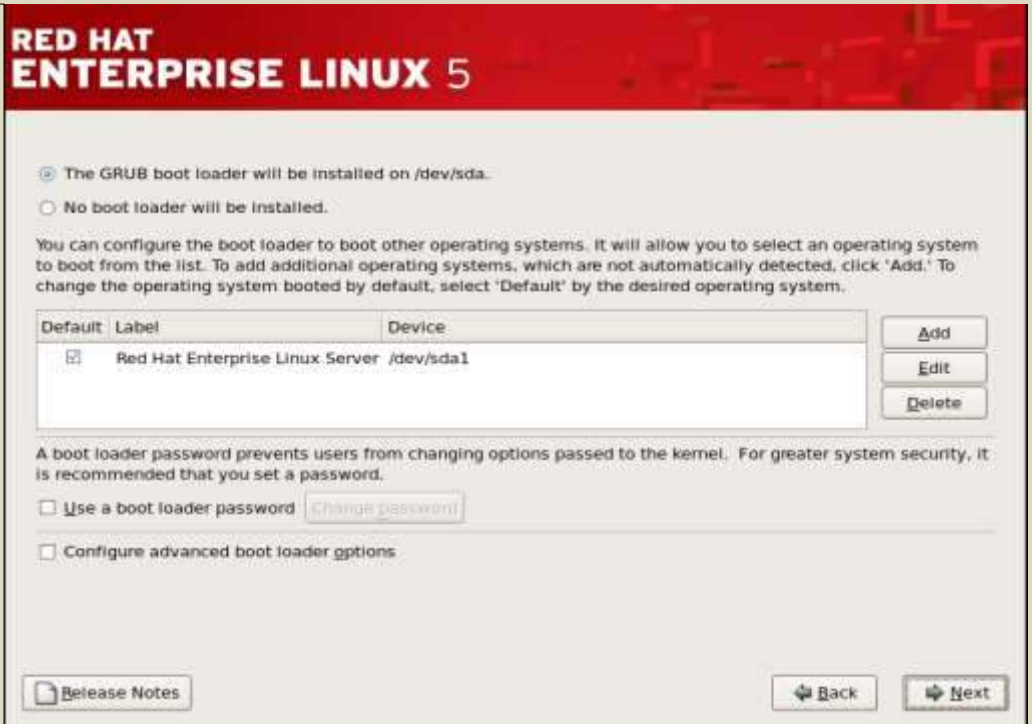 RED HAT
ENTERPRISE LINUX 5
The GRUB boot loader will be installed on /dev/sda.
No boot loader will be installed.
You can configure the boot loader to boot other operating systems. It will allow you to select an operating system
to boot from the list. To add additional operating systems, which are not automatically detected, click 'Add.' To
change the operating system booted by default, select 'Default' by the desired operating system.
Default Label Device
Red Hat Enterprise Linux Server /dev/sda1
Add
Edit
Delete
A boot loader password prevents users from changing options passed to the kernel. For greater system security, it
is recommended that you set a password.
Use a boot loader password Change password
Configure advanced boot loader options
Release Notes Back Next